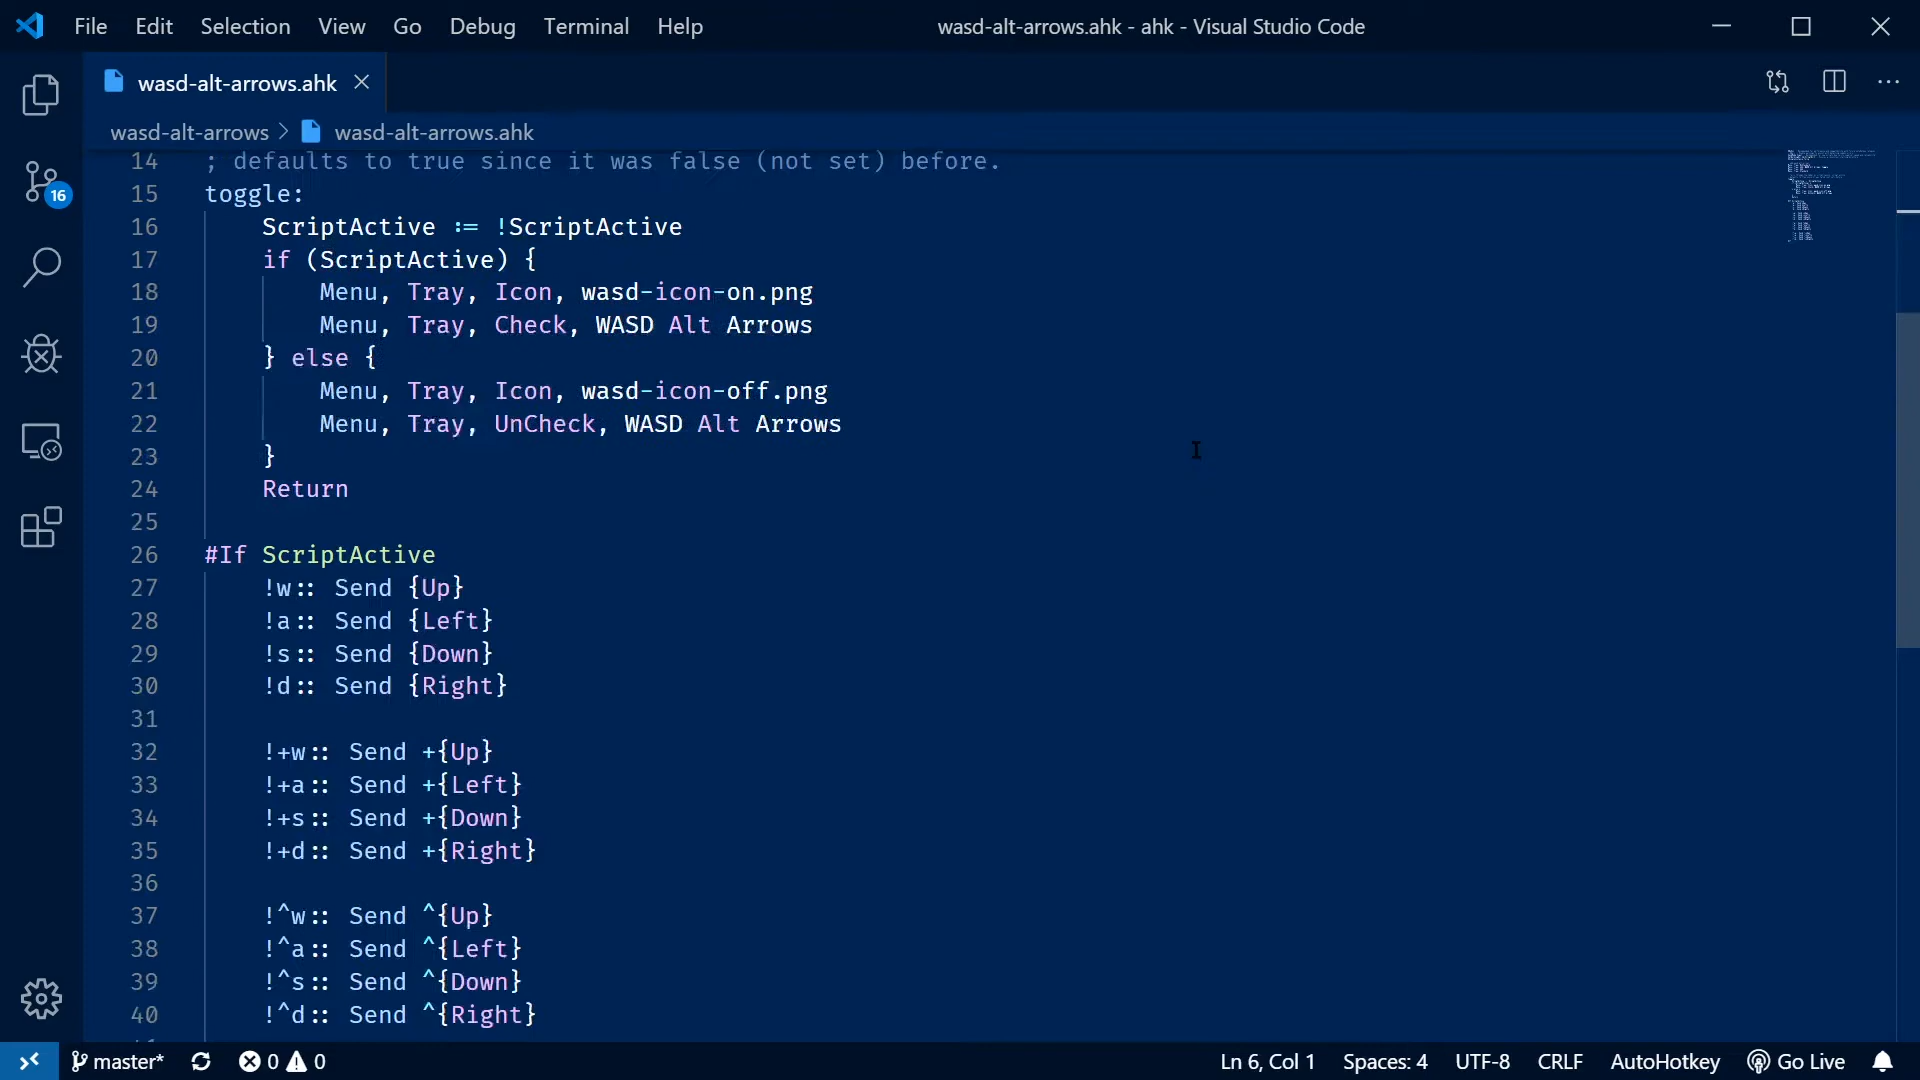 File Edit Selection View Go Debug Terminal Help wasd-alt-arrows.ahk - ahk - Visual Studio Code
wasd-alt-arrows.ahk
wasd-alt-arrows > wasd-alt-arrows.ahk
14 ; defaults to true since it was false (not set) before.
15 toggle:
16 ScriptActive := !ScriptActive
17 if (ScriptActive) {
18 Menu, Tray, Icon, wasd-icon-on.png
19 Menu, Tray, Check, WASD Alt Arrows
20 } else {
21 Menu, Tray, Icon, wasd-icon-off.png
22 Menu, Tray, UnCheck, WASD Alt Arrows
23 }
24 Return
25
26 #If ScriptActive
27 !w:: Send {Up}
28 !a:: Send {Left}
29 !s:: Send {Down}
30 !d:: Send {Right}
31
32 !+w:: Send +{Up}
33 !+a:: Send +{Left}
34 !+s:: Send +{Down}
35 !+d:: Send +{Right}
36
37 !^w:: Send ^{Up}
38 !^a:: Send ^{Left}
39 !^s:: Send ^{Down}
40 !^d:: Send ^{Right}
16
master* 0 0 Ln 6, Col 1 Spaces: 4 UTF-8 CRLF AutoHotkey Go Live